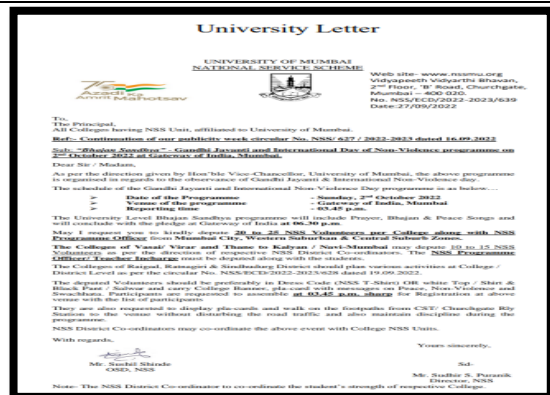 University Letter
UNIVERSITY OF MUMBAI
NATIONAL SERVICE SCHEME
Web site- www.nssmu.org
Vidyapeeth Vidyarthi Bhavan,
2nd Floor, 'B' Road, Churchgate,
Mumbai – 400 020.
No. NSS/ECD/2022-2023/639
Date:27/09/2022
Azadi Ka
Amrit Mahotsav
To,
The Principal,
All Colleges having NSS Unit, affiliated to University of Mumbai.
Ref:- Continuation of our publicity week circular No. NSS/ 627 / 2022-2023 dated 16.09.2022
Sub: "Bhajan Sandhya" - Gandhi Jayanti and International Day of Non-Violence programme on
2nd October 2022 at Gateway of India, Mumbai.
Dear Sir / Madam,
As per the direction given by Hon'ble Vice-Chancellor, University of Mumbai, the above programme
is organised in regards to the observance of Gandhi Jayanti & International Non-Violence day.
The schedule of the Gandhi Jayanti and International Non-Violence Day programme is as below…
➢ Date of the Programme - Sunday, 2nd October 2022
➢ Venue of the programme - Gateway of India, Mumbai
➢ Reporting time - 03.45 p.m.
The University Level Bhajan Sandhya programme will include Prayer, Bhajan & Peace Songs and
will conclude with the pledge at Gateway of India at 06.30 p.m.
May I request you to kindly depute 20 to 25 NSS Volunteers per College along with NSS
Programme Officer from Mumbai City, Western Suburban & Central Suburb Zones.
The Colleges of Vasai/ Virar and Thane to Kalyan / Navi-Mumbai may depute 10 to 15 NSS
Volunteers as per the direction of respective NSS District Co-ordinators. The NSS Programme
Officer/ Teacher Incharge must be deputed along with the students.
The Colleges of Raigad, Ratnagiri & Sindhudurg District should plan various activities at College /
District Level as per the circular No. NSS/ECD/2022-2023/628 dated 19.09.2022.
The deputed Volunteers should be preferably in Dress Code (NSS T-Shirt) OR white Top / Shirt &
Black Pant / Salwar and carry College Banner, pla-card with messages on Peace, Non-Violence and
Swachhata. Participants are requested to assemble at 03.45 p.m. sharp for Registration at above
venue with the list of participants.
They are also requested to display pla-cards and walk on the footpaths from CST/ Churchgate Rly
Station to the venue without disturbing the road traffic and also maintain discipline during the
programme.
NSS District Co-ordinators may co-ordinate the above event with College NSS Units.
With regards,
Yours sincerely,
Mr. Sushil Shinde
OSD, NSS
Sd-
Mr. Sudhir S. Puranik
Director, NSS
Note: The NSS District Co-ordinator to co-ordinate the student's strength of respective College.